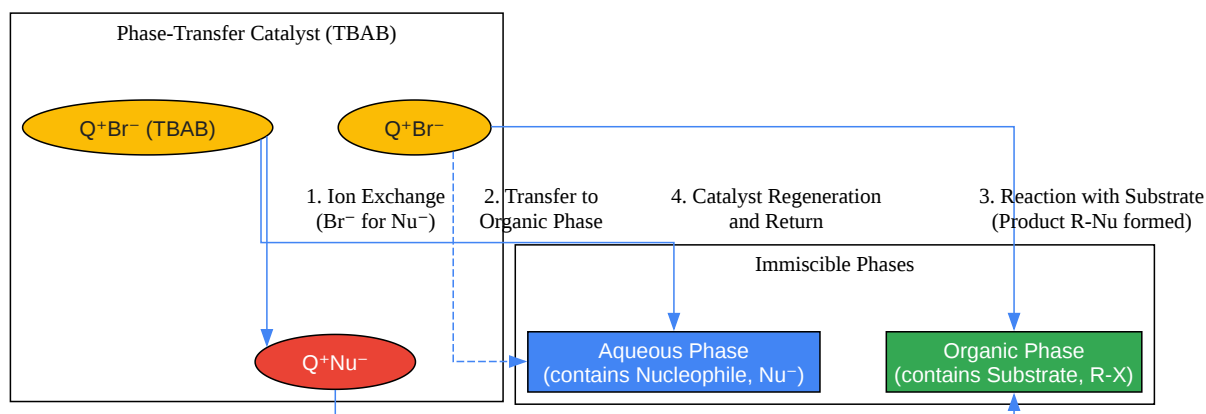 Phase-Transfer Catalyst (TBAB)
Q⁺Br⁻ (TBAB)
Q⁺Br⁻
1. Ion Exchange
(Br⁻ for Nu⁻)
2. Transfer to
Organic Phase
4. Catalyst Regeneration
and Return
3. Reaction with Substrate
(Product R-Nu formed)
Immiscible Phases
Q⁺Nu⁻
Aqueous Phase
(contains Nucleophile, Nu⁻)
Organic Phase
(contains Substrate, R-X)